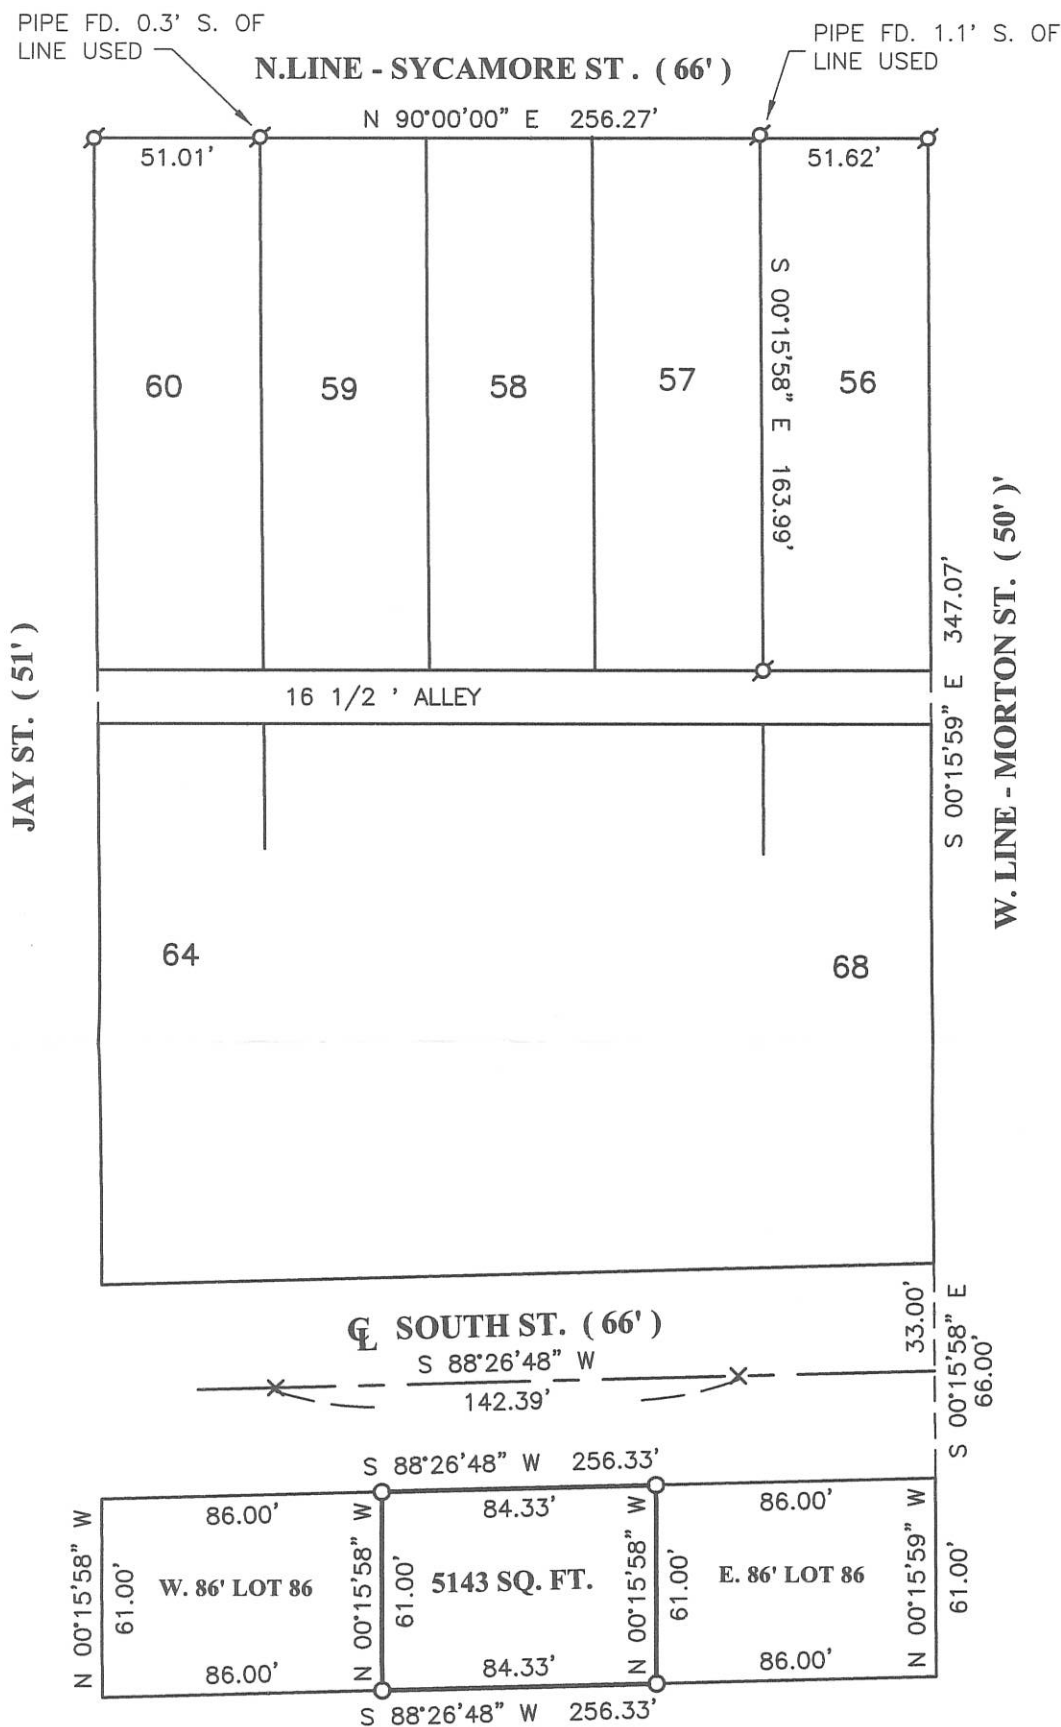 PIPE FD. 0.3' S. OF
LINE USED
PIPE FD. 1.1' S. OF
LINE USED
N.LINE - SYCAMORE ST . ( 66' )
N 90°00'00" E 256.27'
51.01'
51.62'
S 00°15'58" E 163.99'
60
59
58
57
56
JAY ST. ( 51' )
W. LINE - MORTON ST. ( 50' )'
S 00°15'59" E 347.07'
16 1/2 ' ALLEY
64
68
℄ SOUTH ST. ( 66' )
33.00'
S 00°15'58" E
66.00'
S 88°26'48" W
142.39'
S 88°26'48" W 256.33'
86.00'
84.33'
86.00'
N 00°15'58" W
61.00'
W. 86' LOT 86
N 00°15'58" W
61.00'
5143 SQ. FT.
N 00°15'58" W
61.00'
E. 86' LOT 86
N 00°15'59" W
61.00'
86.00'
84.33'
86.00'
S 88°26'48" W 256.33'